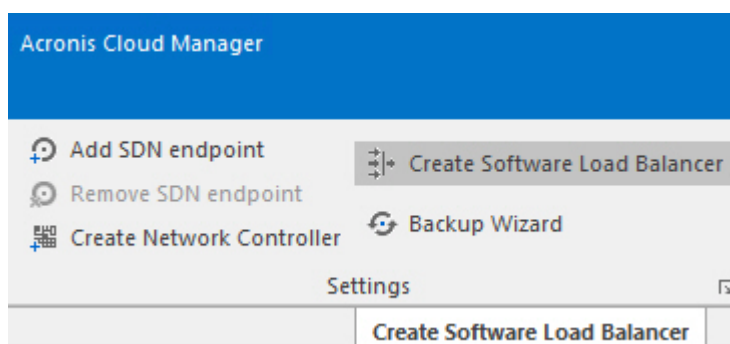 Acronis Cloud Manager
Add SDN endpoint
Remove SDN endpoint
Create Network Controller
Create Software Load Balancer
Backup Wizard
Settings
Create Software Load Balancer